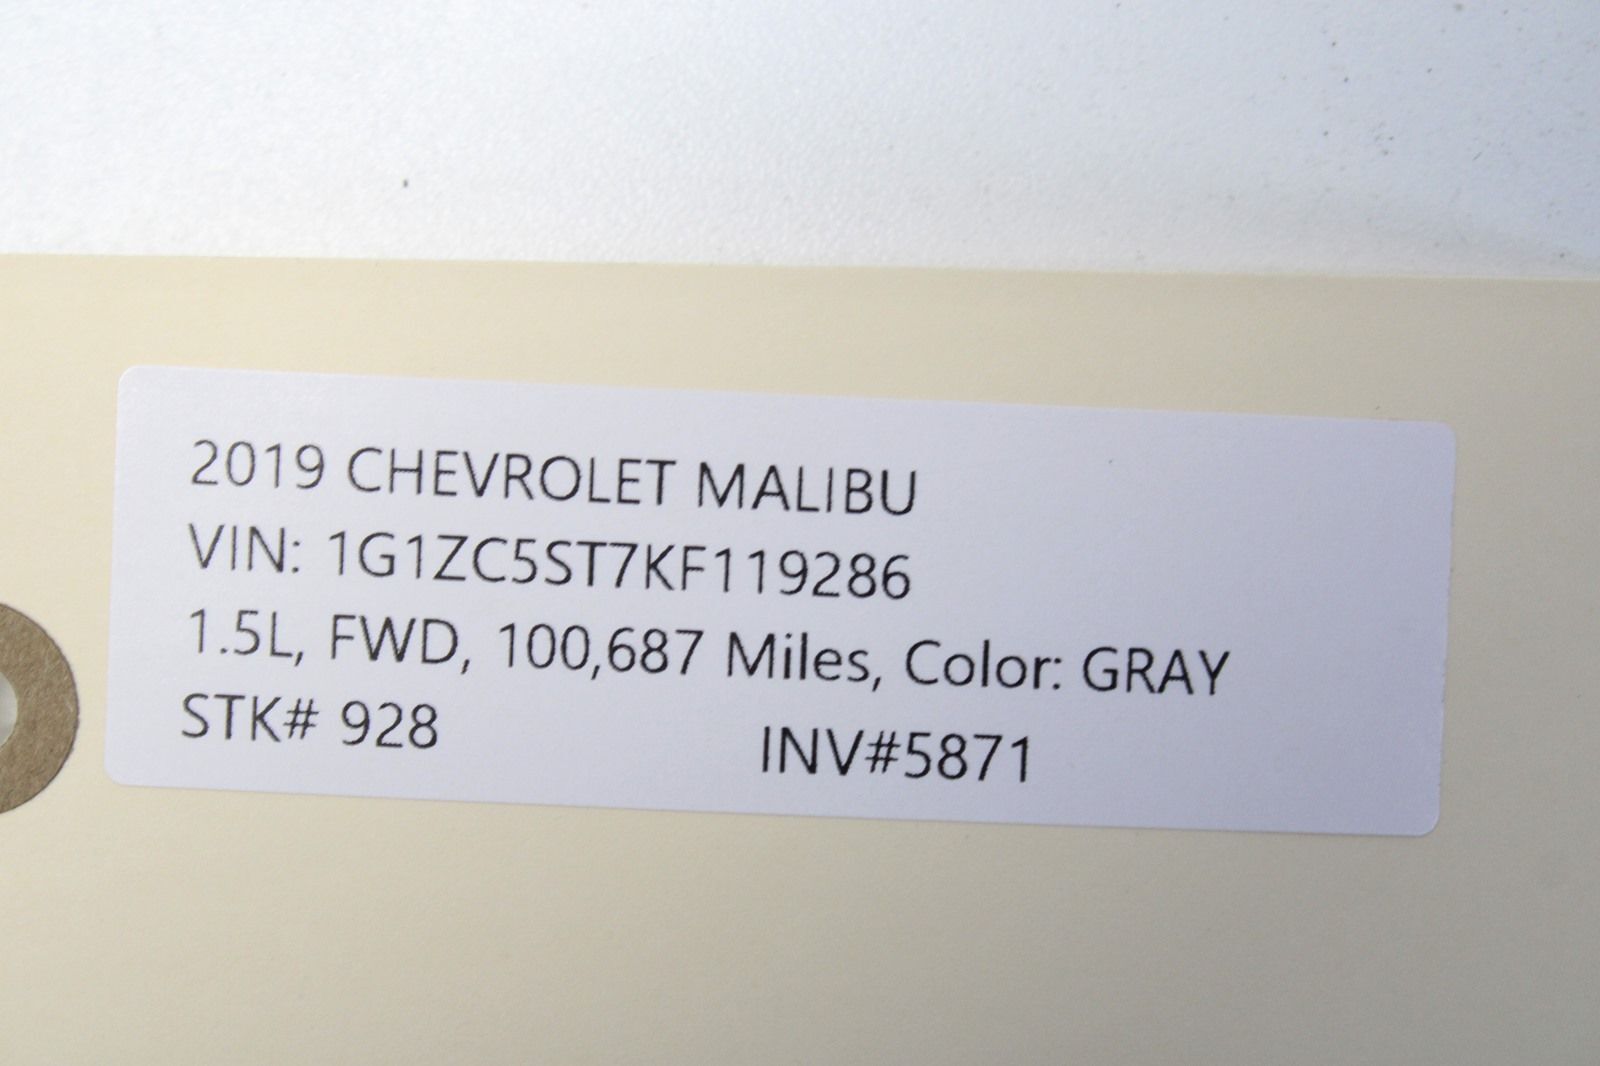 2019 CHEVROLET MALIBU
VIN: 1G1ZC5ST7KF119286
1.5L, FWD, 100,687 Miles, Color: GRAY
STK# 928 INV#5871